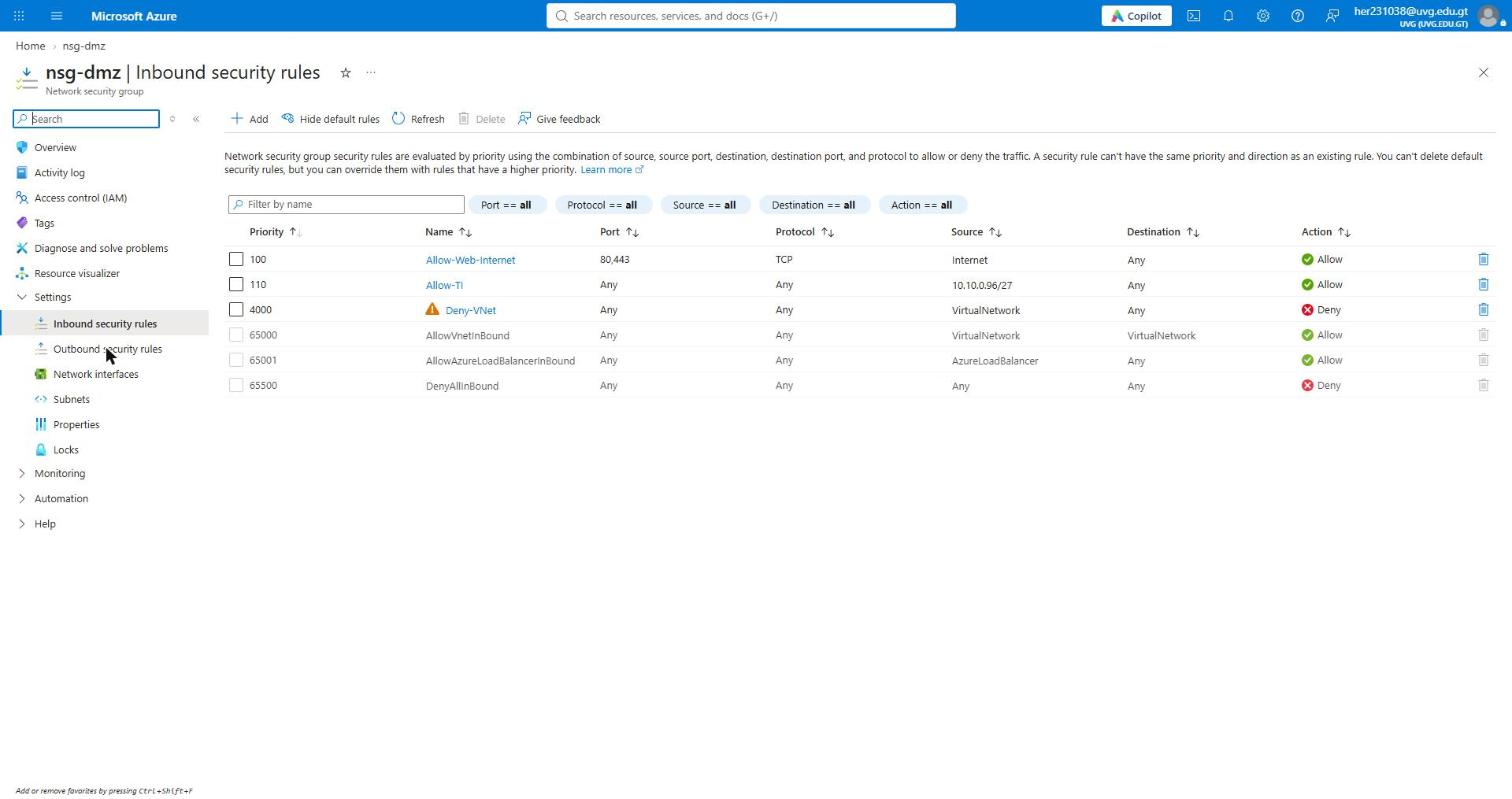 Microsoft Azure
Search resources, services, and docs (G+/)
Copilot
her231038@uvg.edu.gt
UVG (UVG.EDU.GT)
Home › nsg-dmz
nsg-dmz | Inbound security rules
Network security group
Search
Add
Hide default rules
Refresh
Delete
Give feedback
Overview
Activity log
Access control (IAM)
Tags
Diagnose and solve problems
Resource visualizer
Settings
Inbound security rules
Outbound security rules
Network interfaces
Subnets
Properties
Locks
Monitoring
Automation
Help
Network security group security rules are evaluated by priority using the combination of source, source port, destination, destination port, and protocol to allow or deny the traffic. A security rule can't have the same priority and direction as an existing rule. You can't delete default
security rules, but you can override them with rules that have a higher priority. Learn more
Filter by name
Port == all
Protocol == all
Source == all
Destination == all
Action == all
Priority Name Port Protocol Source Destination Action
100 Allow-Web-Internet 80,443 TCP Internet Any Allow
110 Allow-TI Any Any 10.10.0.96/27 Any Allow
4000 Deny-VNet Any Any VirtualNetwork Any Deny
65000 AllowVnetInBound Any Any VirtualNetwork VirtualNetwork Allow
65001 AllowAzureLoadBalancerInBound Any Any AzureLoadBalancer Any Allow
65500 DenyAllInBound Any Any Any Any Deny
Add or remove favorites by pressing Ctrl+Shift+F